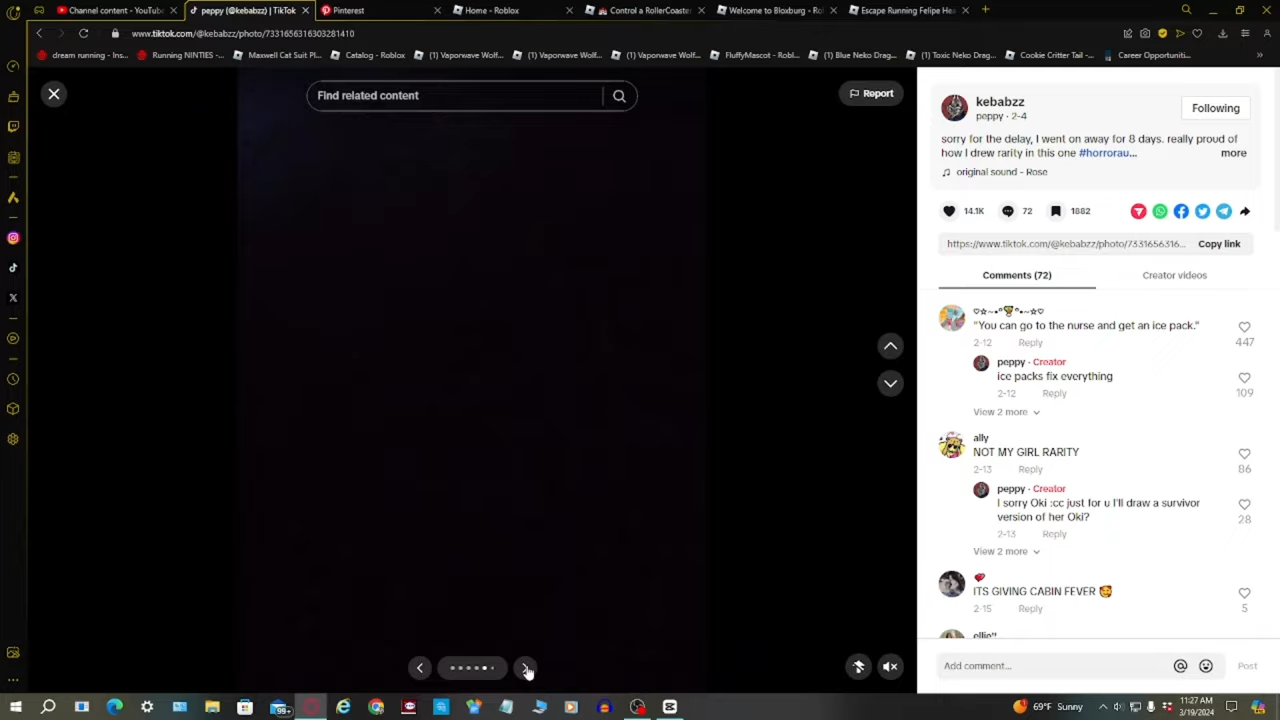 Channel content - YouTube
peppy (@kebabzz) | TikTok
Pinterest
Home - Roblox
Control a RollerCoaster
Welcome to Bloxburg - Ro
Escape Running Felipe He
www.tiktok.com/@kebabzz/photo/7331656316303281410
dream running - Ins...
Running NINTIES -...
Maxwell Cat Suit Pl...
Catalog - Roblox
(1) Vaporwave Wolf...
(1) Vaporwave Wolf...
(1) Vaporwave Wolf...
FluffyMascot - Robl...
(1) Blue Neko Drag...
(1) Toxic Neko Drag...
Cookie Critter Tail -...
Career Opportuniti...
Find related content
Report
kebabzz
peppy · 2-4
Following
sorry for the delay, I went on away for 8 days. really proud of
how I drew rarity in this one #horrorau...
more
original sound - Rose
14.1K
72
1882
https://www.tiktok.com/@kebabzz/photo/7331656316...
Copy link
Comments (72)
Creator videos
"You can go to the nurse and get an ice pack."
2-12
Reply
447
peppy · Creator
ice packs fix everything
2-12
Reply
109
View 2 more
ally
NOT MY GIRL RARITY
2-13
Reply
86
peppy · Creator
I sorry Oki :cc just for u I'll draw a survivor
version of her Oki?
2-13
Reply
28
View 2 more
ITS GIVING CABIN FEVER 🥰
2-15
Reply
5
ellie"
Add comment...
Post
99+
69°F Sunny
11:27 AM
3/19/2024